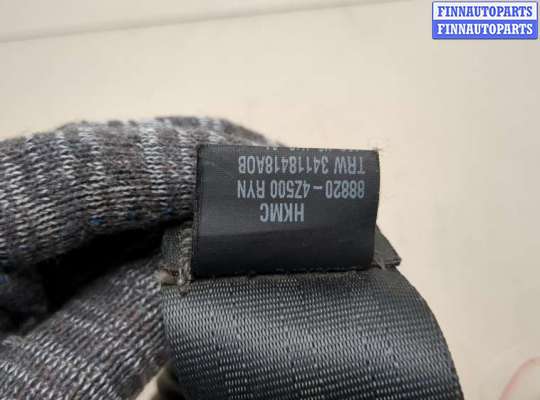 FINNAUTOPARTS
FINNAUTOPARTS
HKMC
88820-4Z500 RYN
TRW 34118418A0B